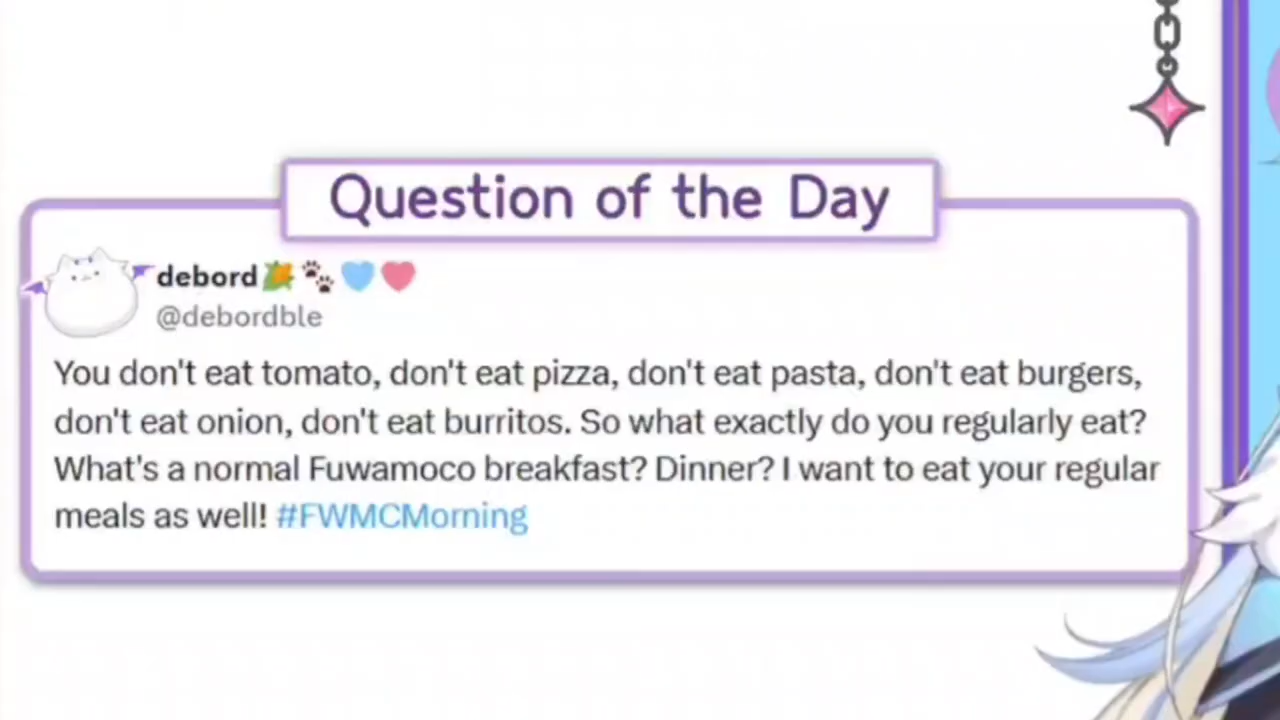 Question of the Day
debord🌽🐾🩵🩷
@debordble
You don't eat tomato, don't eat pizza, don't eat pasta, don't eat burgers,
don't eat onion, don't eat burritos. So what exactly do you regularly eat?
What's a normal Fuwamoco breakfast? Dinner? I want to eat your regular
meals as well! #FWMCMorning